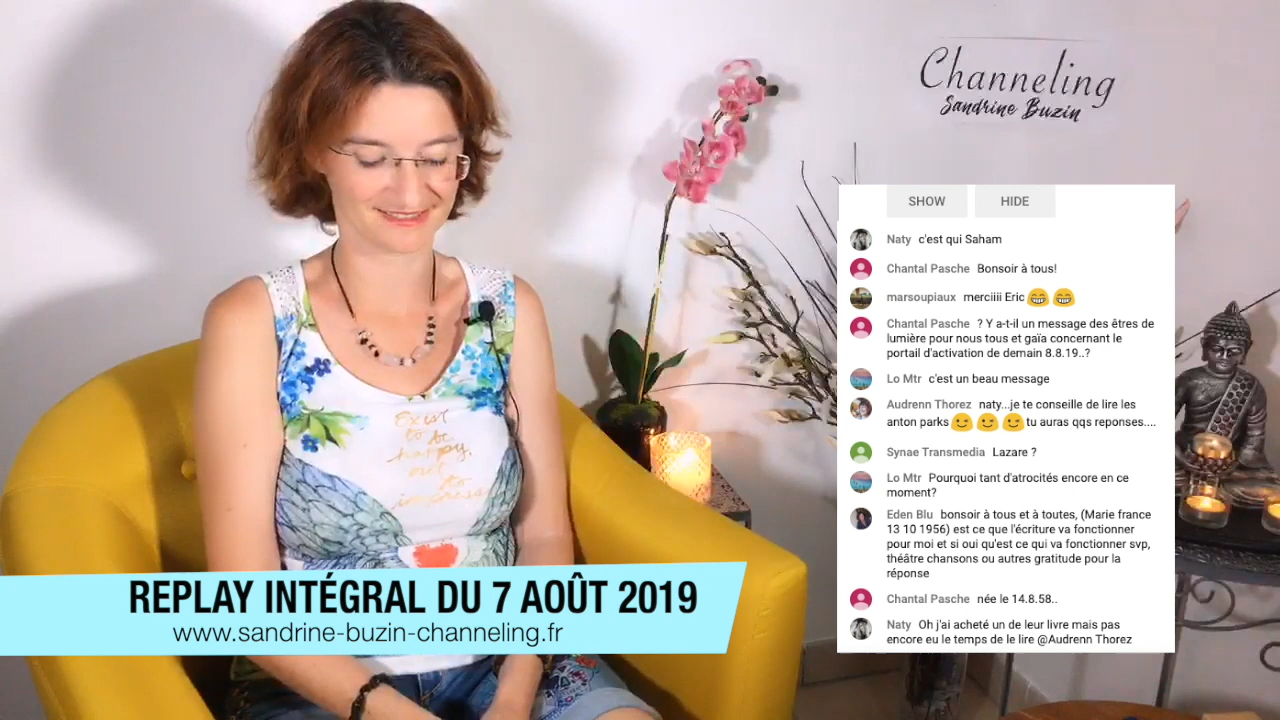 Channeling
Sandrine Buzin
SHOW HIDE
Naty c'est qui Saham
Chantal Pasche Bonsoir à tous!
marsoupiaux merciiii Eric 😁 😁
Chantal Pasche ? Y a-t-il un message des êtres de
lumière pour nous tous et gaïa concernant le
portail d'activation de demain 8.8.19..?
Lo Mtr c'est un beau message
Audrenn Thorez naty...je te conseille de lire les
anton parks 😉 😉 😉 tu auras qqs reponses....
Synae Transmedia Lazare ?
Lo Mtr Pourquoi tant d'atrocités encore en ce
moment?
Eden Blu bonsoir à tous et à toutes, (Marie france
13 10 1956) est ce que l'écriture va fonctionner
pour moi et si oui qu'est ce qui va fonctionner svp,
théâtre chansons ou autres gratitude pour la
réponse
Chantal Pasche née le 14.8.58..
Naty Oh j'ai acheté un de leur livre mais pas
encore eu le temps de le lire @Audrenn Thorez
Exist
to be
happy,
not
to
impress
REPLAY INTÉGRAL DU 7 AOÛT 2019
www.sandrine-buzin-channeling.fr